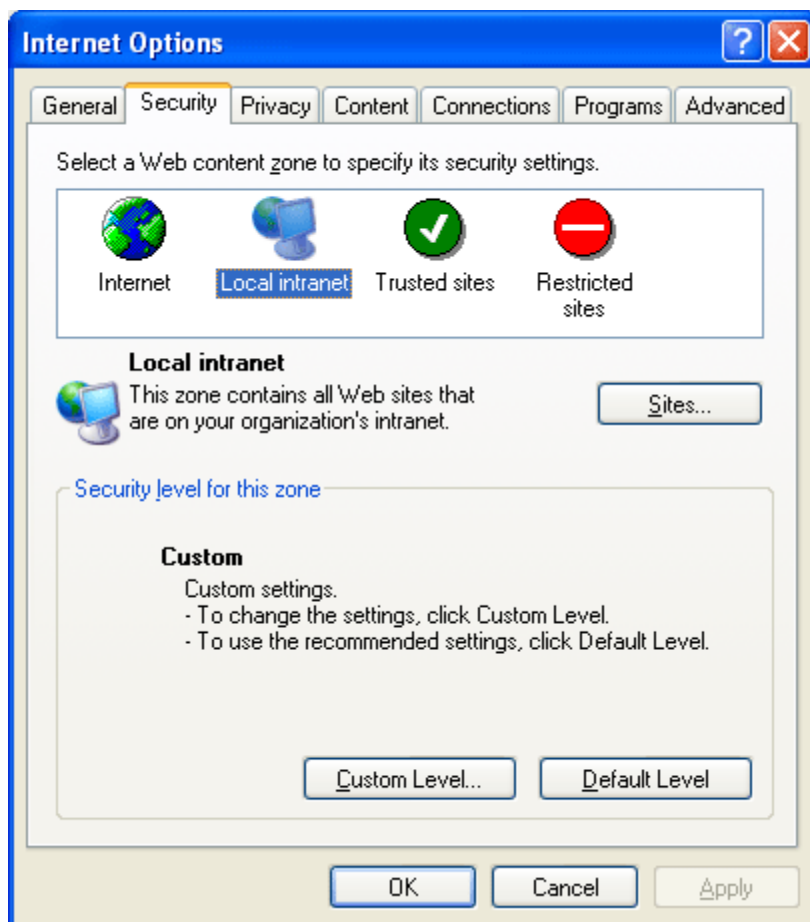 Internet Options
General Security Privacy Content Connections Programs Advanced
Select a Web content zone to specify its security settings.
Internet Local intranet Trusted sites Restricted
sites
Local intranet
This zone contains all Web sites that
are on your organization's intranet.
Sites...
Security level for this zone
Custom
Custom settings.
- To change the settings, click Custom Level.
- To use the recommended settings, click Default Level.
Custom Level... Default Level
OK Cancel Apply